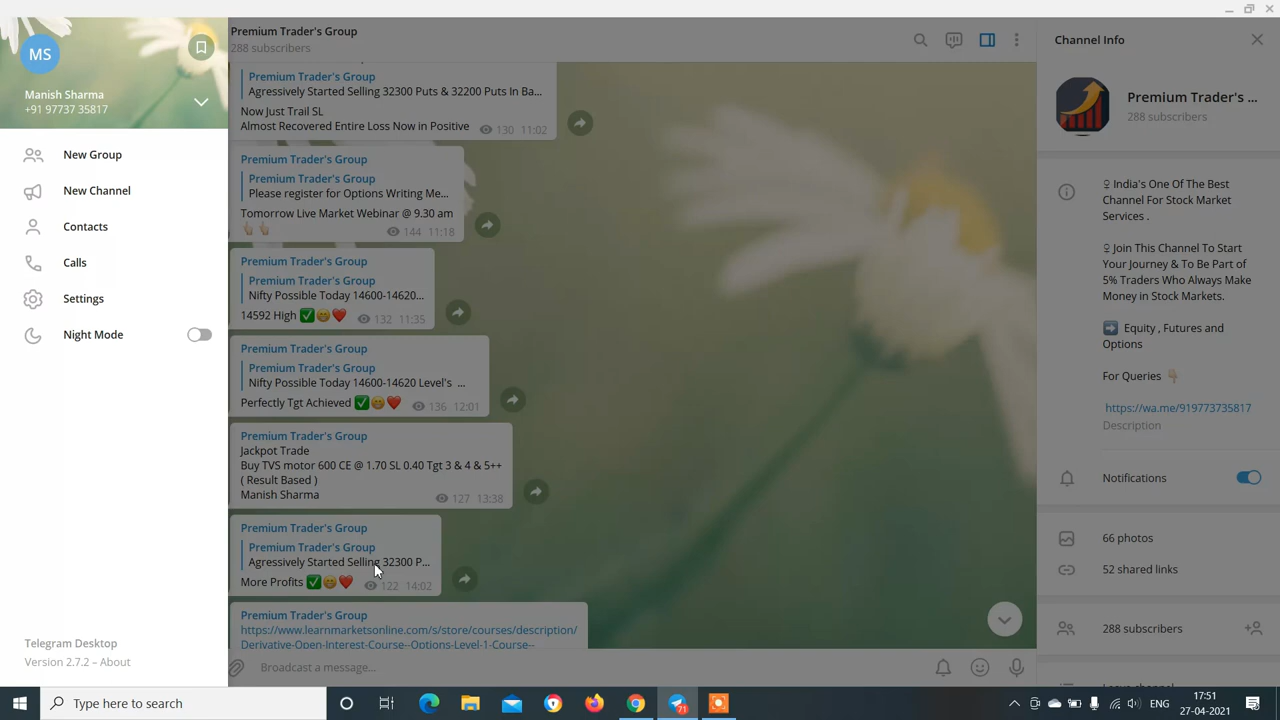 MS
Manish Sharma
+91 97737 35817
New Group
New Channel
Contacts
Calls
Settings
Night Mode
Telegram Desktop
Version 2.7.2 – About
Premium Trader's Group
288 subscribers
Premium Trader's Group
Agressively Started Selling 32300 Puts & 32200 Puts In Ba...
Now Just Trail SL
Almost Recovered Entire Loss Now in Positive
130 11:02
Premium Trader's Group
Premium Trader's Group
Please register for Options Writing Me...
Tomorrow Live Market Webinar @ 9.30 am
👆🏻 👆🏻
144 11:18
Premium Trader's Group
Premium Trader's Group
Nifty Possible Today 14600-14620...
14592 High ✅😁❤️ 132 11:35
Premium Trader's Group
Premium Trader's Group
Nifty Possible Today 14600-14620 Level's ...
Perfectly Tgt Achieved ✅😁❤️ 136 12:01
Premium Trader's Group
Jackpot Trade
Buy TVS motor 600 CE @ 1.70 SL 0.40 Tgt 3 & 4 & 5++
( Result Based )
Manish Sharma
127 13:38
Premium Trader's Group
Premium Trader's Group
Agressively Started Selling 32300 P...
More Profits ✅😁❤️ 122 14:02
Premium Trader's Group
https://www.learnmarketsonline.com/s/store/courses/description/
Derivative-Open-Interest-Course--Options-Level-1-Course--
Broadcast a message...
Channel Info
Premium Trader's ...
288 subscribers
India's One Of The Best
Channel For Stock Market
Services .
Join This Channel To Start
Your Journey & To Be Part of
5% Traders Who Always Make
Money in Stock Markets.
➡️ Equity , Futures and
Options
For Queries 👇🏻
https://wa.me/919773735817
Description
Notifications
66 photos
52 shared links
288 subscribers
Type here to search
71
ENG
17:51
27-04-2021